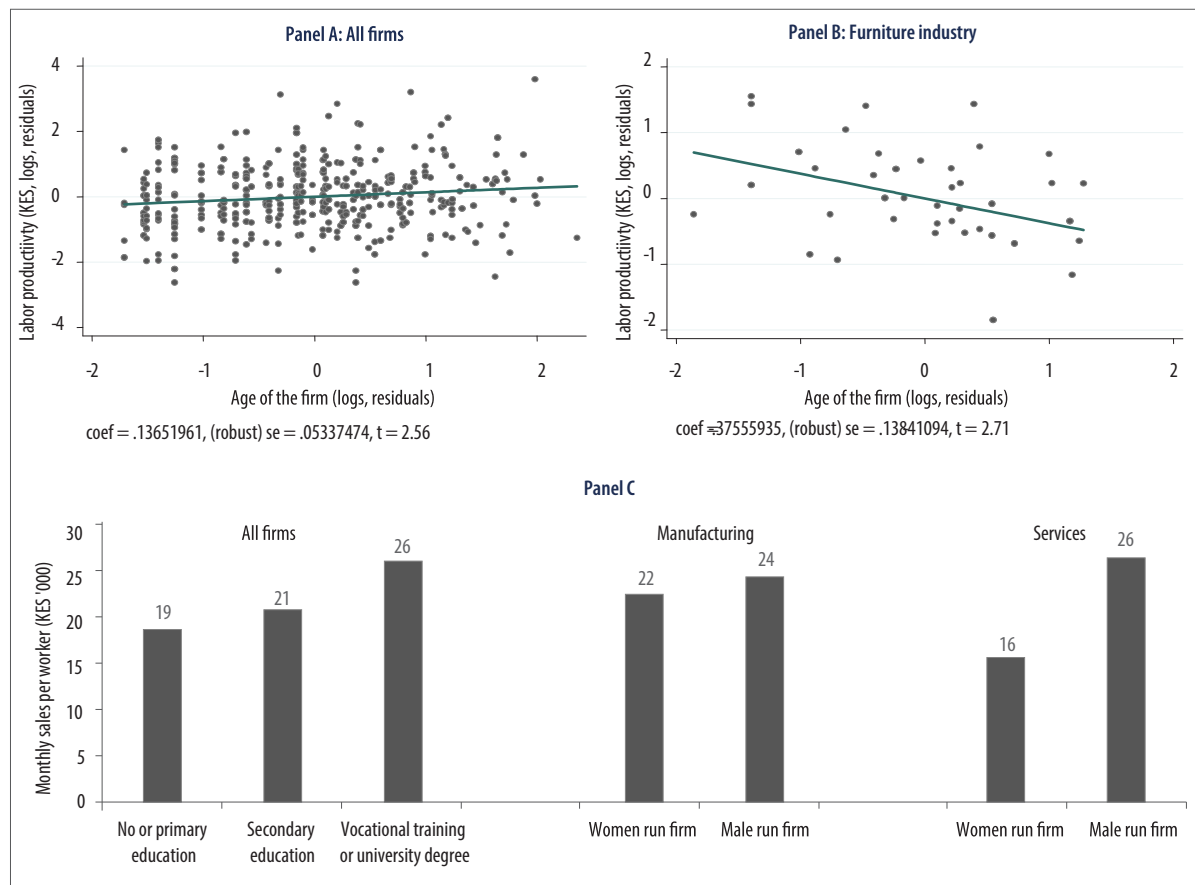 Panel A: All firms
4
2
0
-2
-4
Labor productiivty (KES, logs, residuals)
-2 -1 0 1 2
Age of the firm (logs, residuals)
coef = .13651961, (robust) se = .05337474, t = 2.56
Panel B: Furniture industry
2
1
0
-1
-2
Labor productivity (KES, logs, residuals)
-2 -1 0 1 2
Age of the firm (logs, residuals)
coef =-37555935, (robust) se = .13841094, t = 2.71
Panel C
Monthly sales per worker (KES '000)
30
25
20
15
10
5
0
All firms
19
21
26
No or primary
education
Secondary
education
Vocational training
or university degree
Manufacturing
22
24
Women run firm
Male run firm
Services
16
26
Women run firm
Male run firm